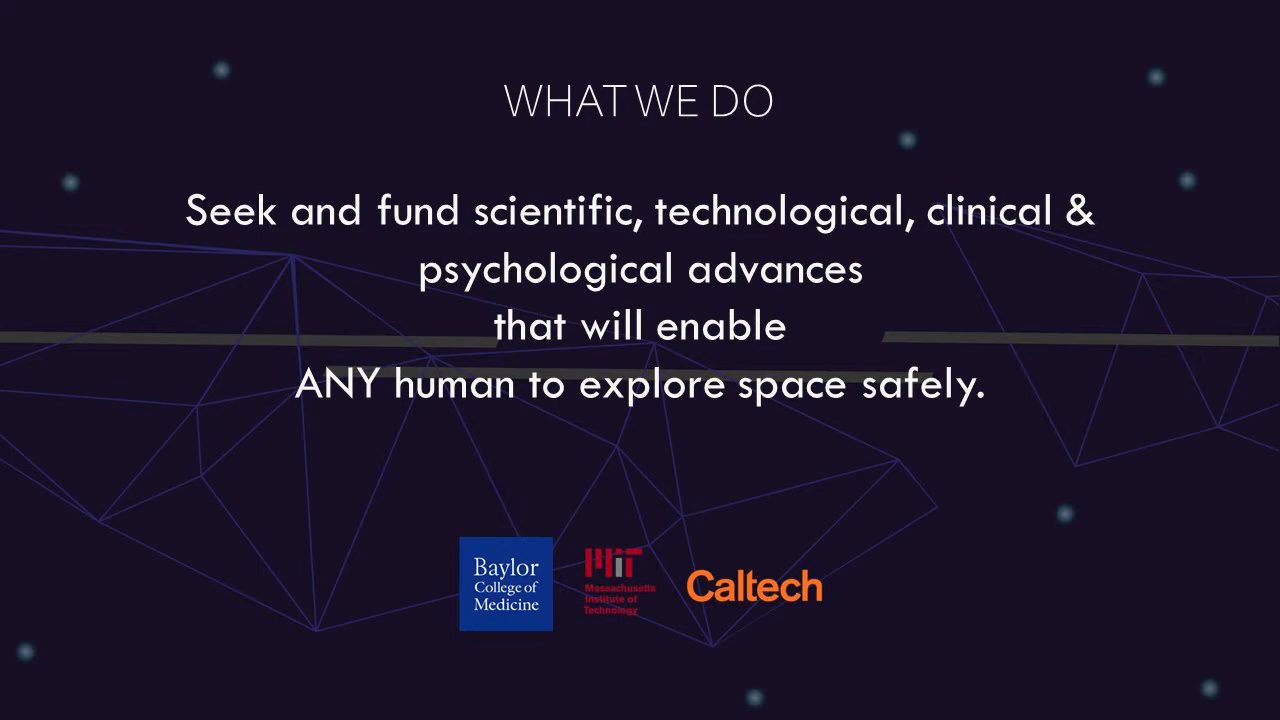 WHAT WE DO
Seek and fund scientific, technological, clinical &
psychological advances
that will enable
ANY human to explore space safely.
Baylor
College of
Medicine
MIT
Massachusetts
Institute of
Technology
Caltech